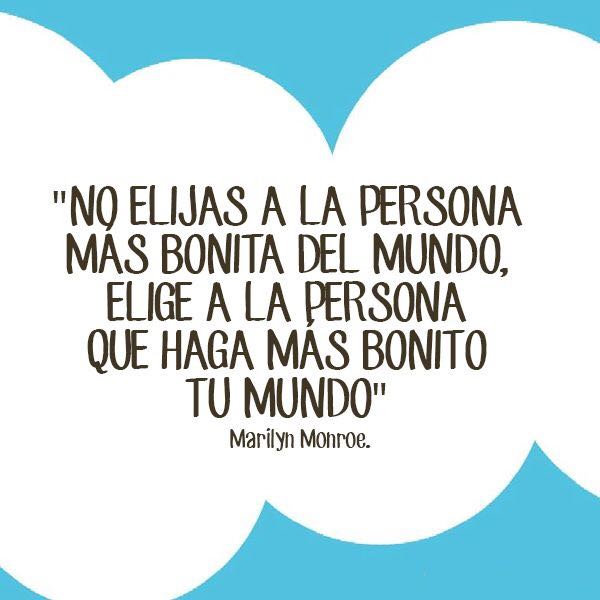 "NO ELIJAS A LA PERSONA
MÁS BONITA DEL MUNDO,
ELIGE A LA PERSONA
QUE HAGA MÁS BONITO
TU MUNDO"
Marilyn Monroe.